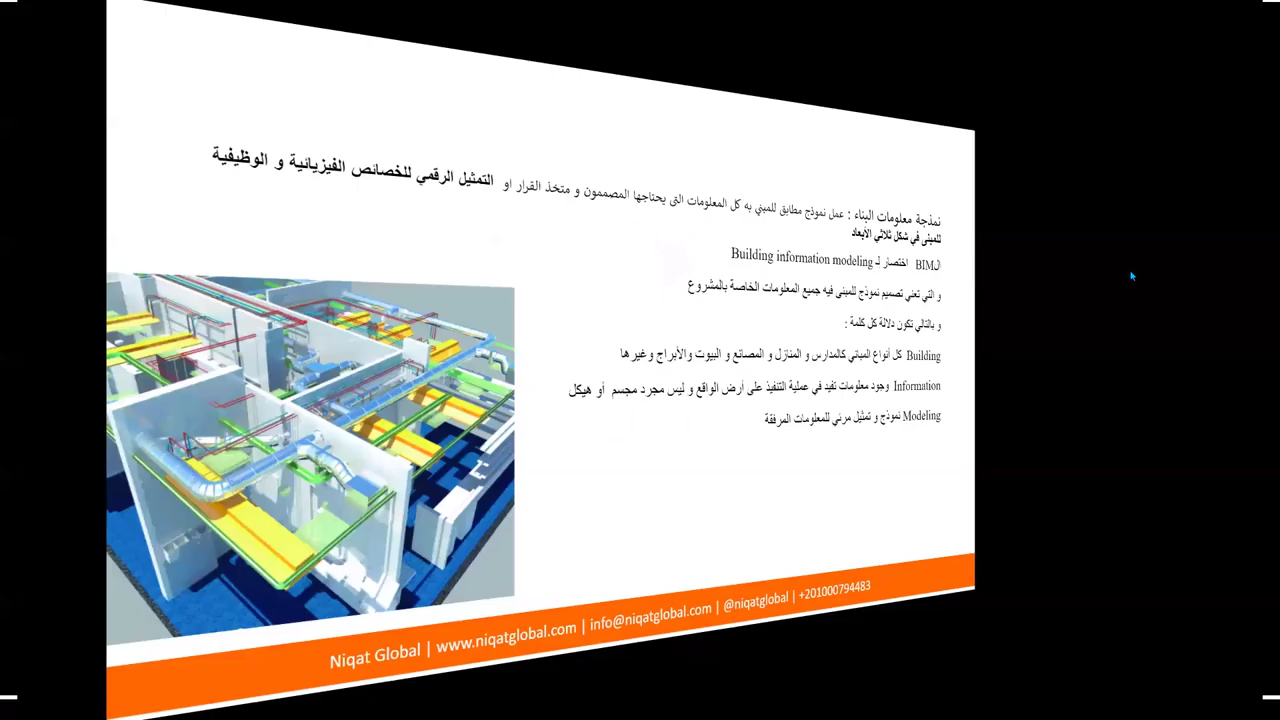 نمذجة معلومات البناء : عمل نموذج مطابق للمبني به كل المعلومات التى يحتاجها المصممون و متخذ القرار او التمثيل الرقمي للخصائص الفيزيائية و الوظيفية
للمبنى في شكل ثلاثي الأبعاد
الـBIM اختصار لـ Building information modeling
و التي تعني تصميم نموذج للمبنى فيه جميع المعلومات الخاصة بالمشروع
و بالتالي تكون دلالة كل كلمة :
Building كل أنواع المباني كالمدارس و المنازل و المصانع و البيوت والأبراج وغيرها
Information وجود معلومات تفيد في عملية التنفيذ على أرض الواقع و ليس مجرد مجسم أو هيكل
Modeling نموذج و تمثيل مرئي للمعلومات المرفقة
Niqat Global | www.niqatglobal.com | info@niqatglobal.com | @niqatglobal | +201000794483